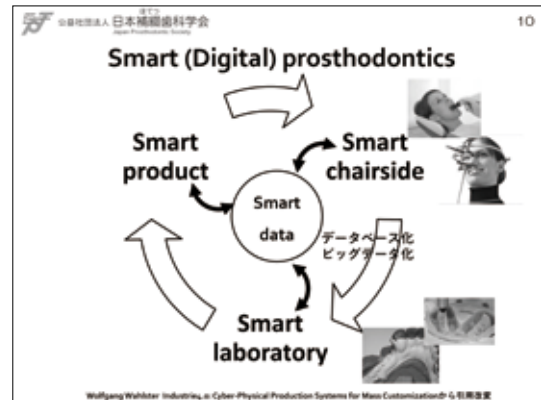 公益社団法人 日本補綴歯科学会
ほてつ
Japan Prosthodontic Society
10
Smart (Digital) prosthodontics
Smart
product
Smart
chairside
Smart
data
データベース化
ビッグデータ化
Smart
laboratory
Wolfgang Wahlster Industrie4.0: Cyber-Physical Production Systems for Mass Customizationから引用改変